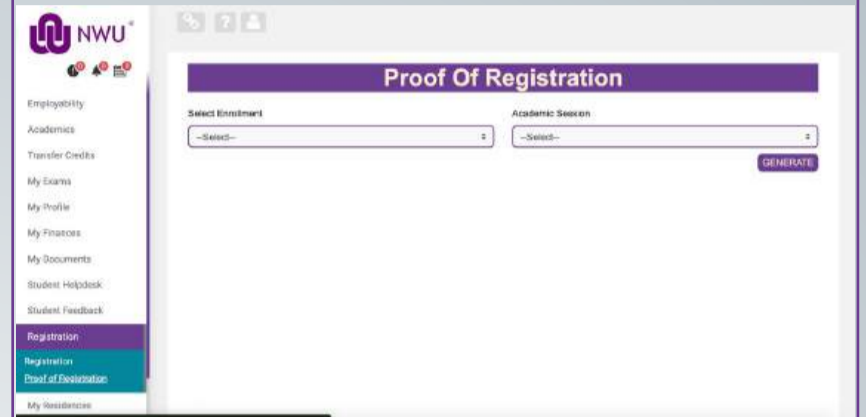 NWU
Proof Of Registration
Select Enrollment
Academic Session
--Select--
--Select--
GENERATE
Employability
Academics
Transfer Credits
My Exams
My Profile
My Finances
My Documents
Student Helpdesk
Student Feedback
Registration
Registration
Proof of Registration
My Residences